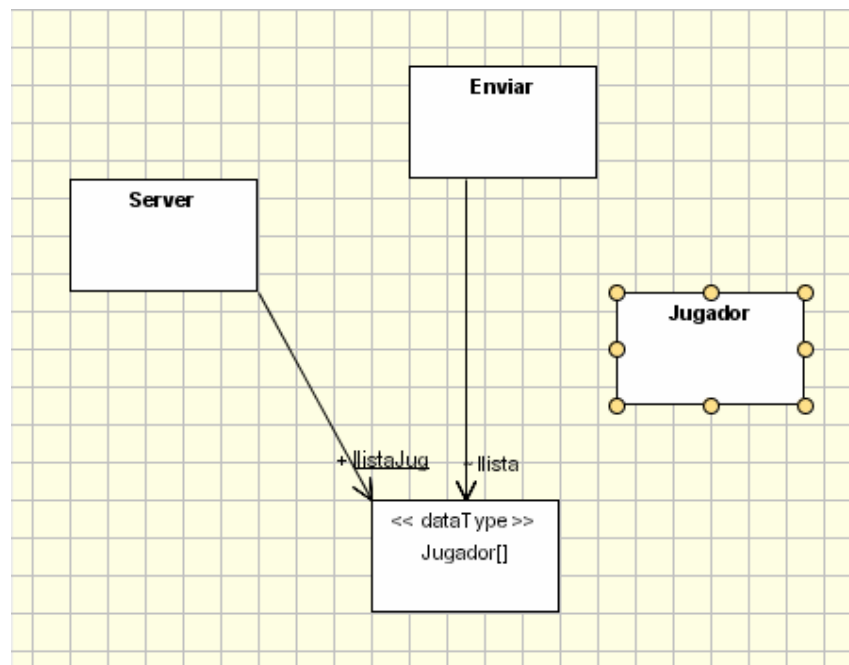 Enviar
Server
Jugador
+ llistaJug
~ llista
<< dataType >>
Jugador[]